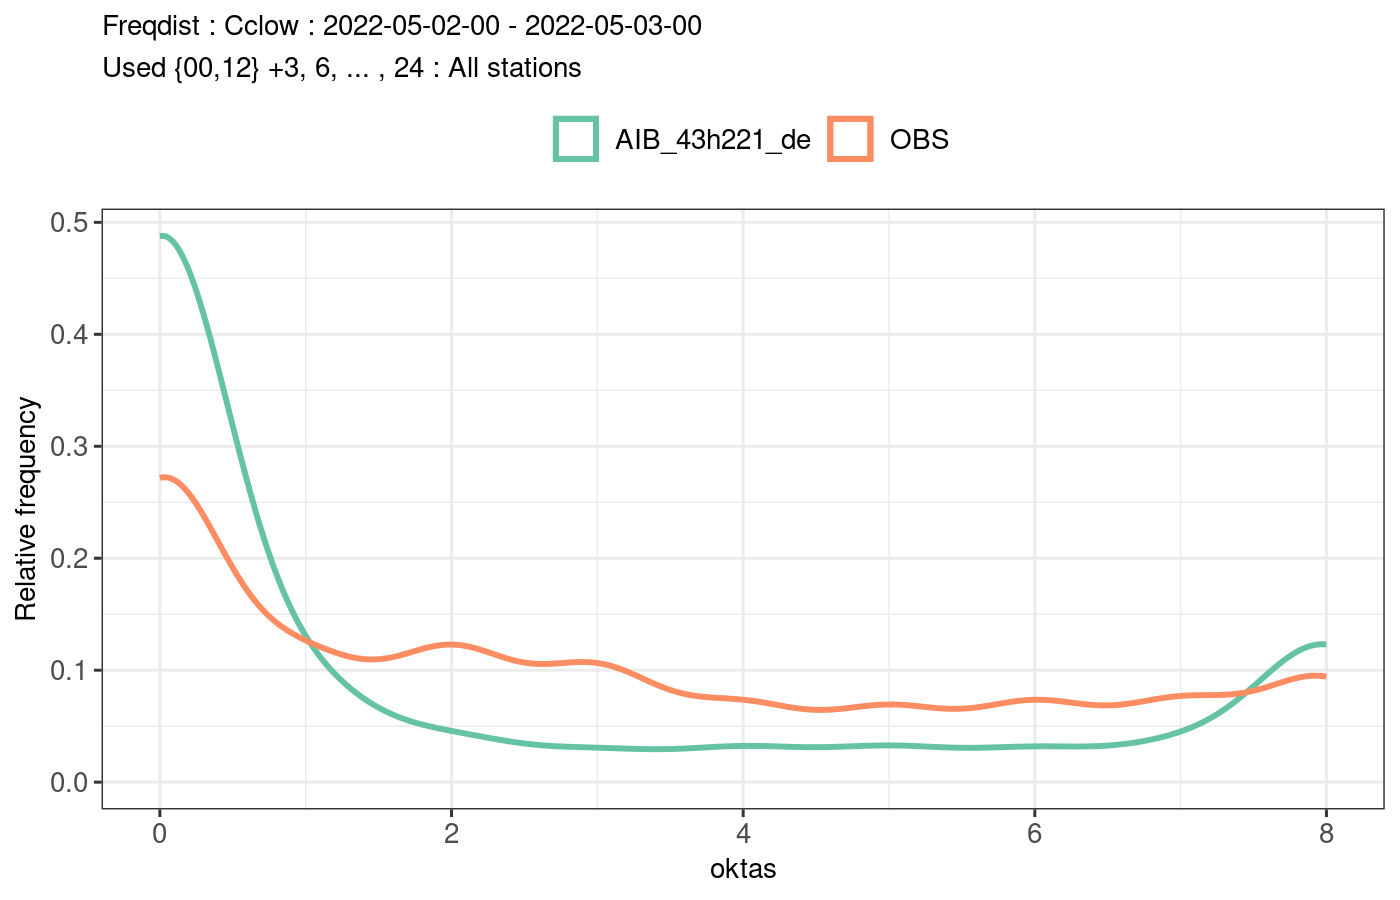 Freqdist : Cclow : 2022-05-02-00 - 2022-05-03-00
Used {00,12} +3, 6, ... , 24 : All stations
AIB_43h221_de OBS
0.5
0.4
0.3
0.2
0.1
0.0
Relative frequency
0 2 4 6 8
oktas